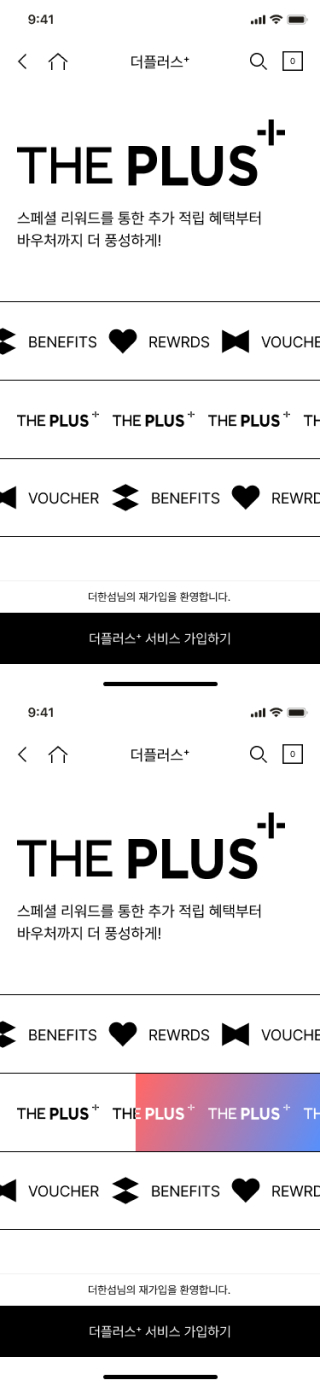 9:41
더플러스+
0
THE PLUS+
스페셜 리워드를 통한 추가 적립 혜택부터
바우처까지 더 풍성하게!
BENEFITS REWRDS VOUCHE
THE PLUS+ THE PLUS+ THE PLUS+ TH
VOUCHER BENEFITS REWRD
더한섬님의 재가입을 환영합니다.
더플러스+ 서비스 가입하기
9:41
더플러스+
0
THE PLUS+
스페셜 리워드를 통한 추가 적립 혜택부터
바우처까지 더 풍성하게!
BENEFITS REWRDS VOUCHE
THE PLUS+ THE PLUS+ THE PLUS+ TH
VOUCHER BENEFITS REWRD
더한섬님의 재가입을 환영합니다.
더플러스+ 서비스 가입하기